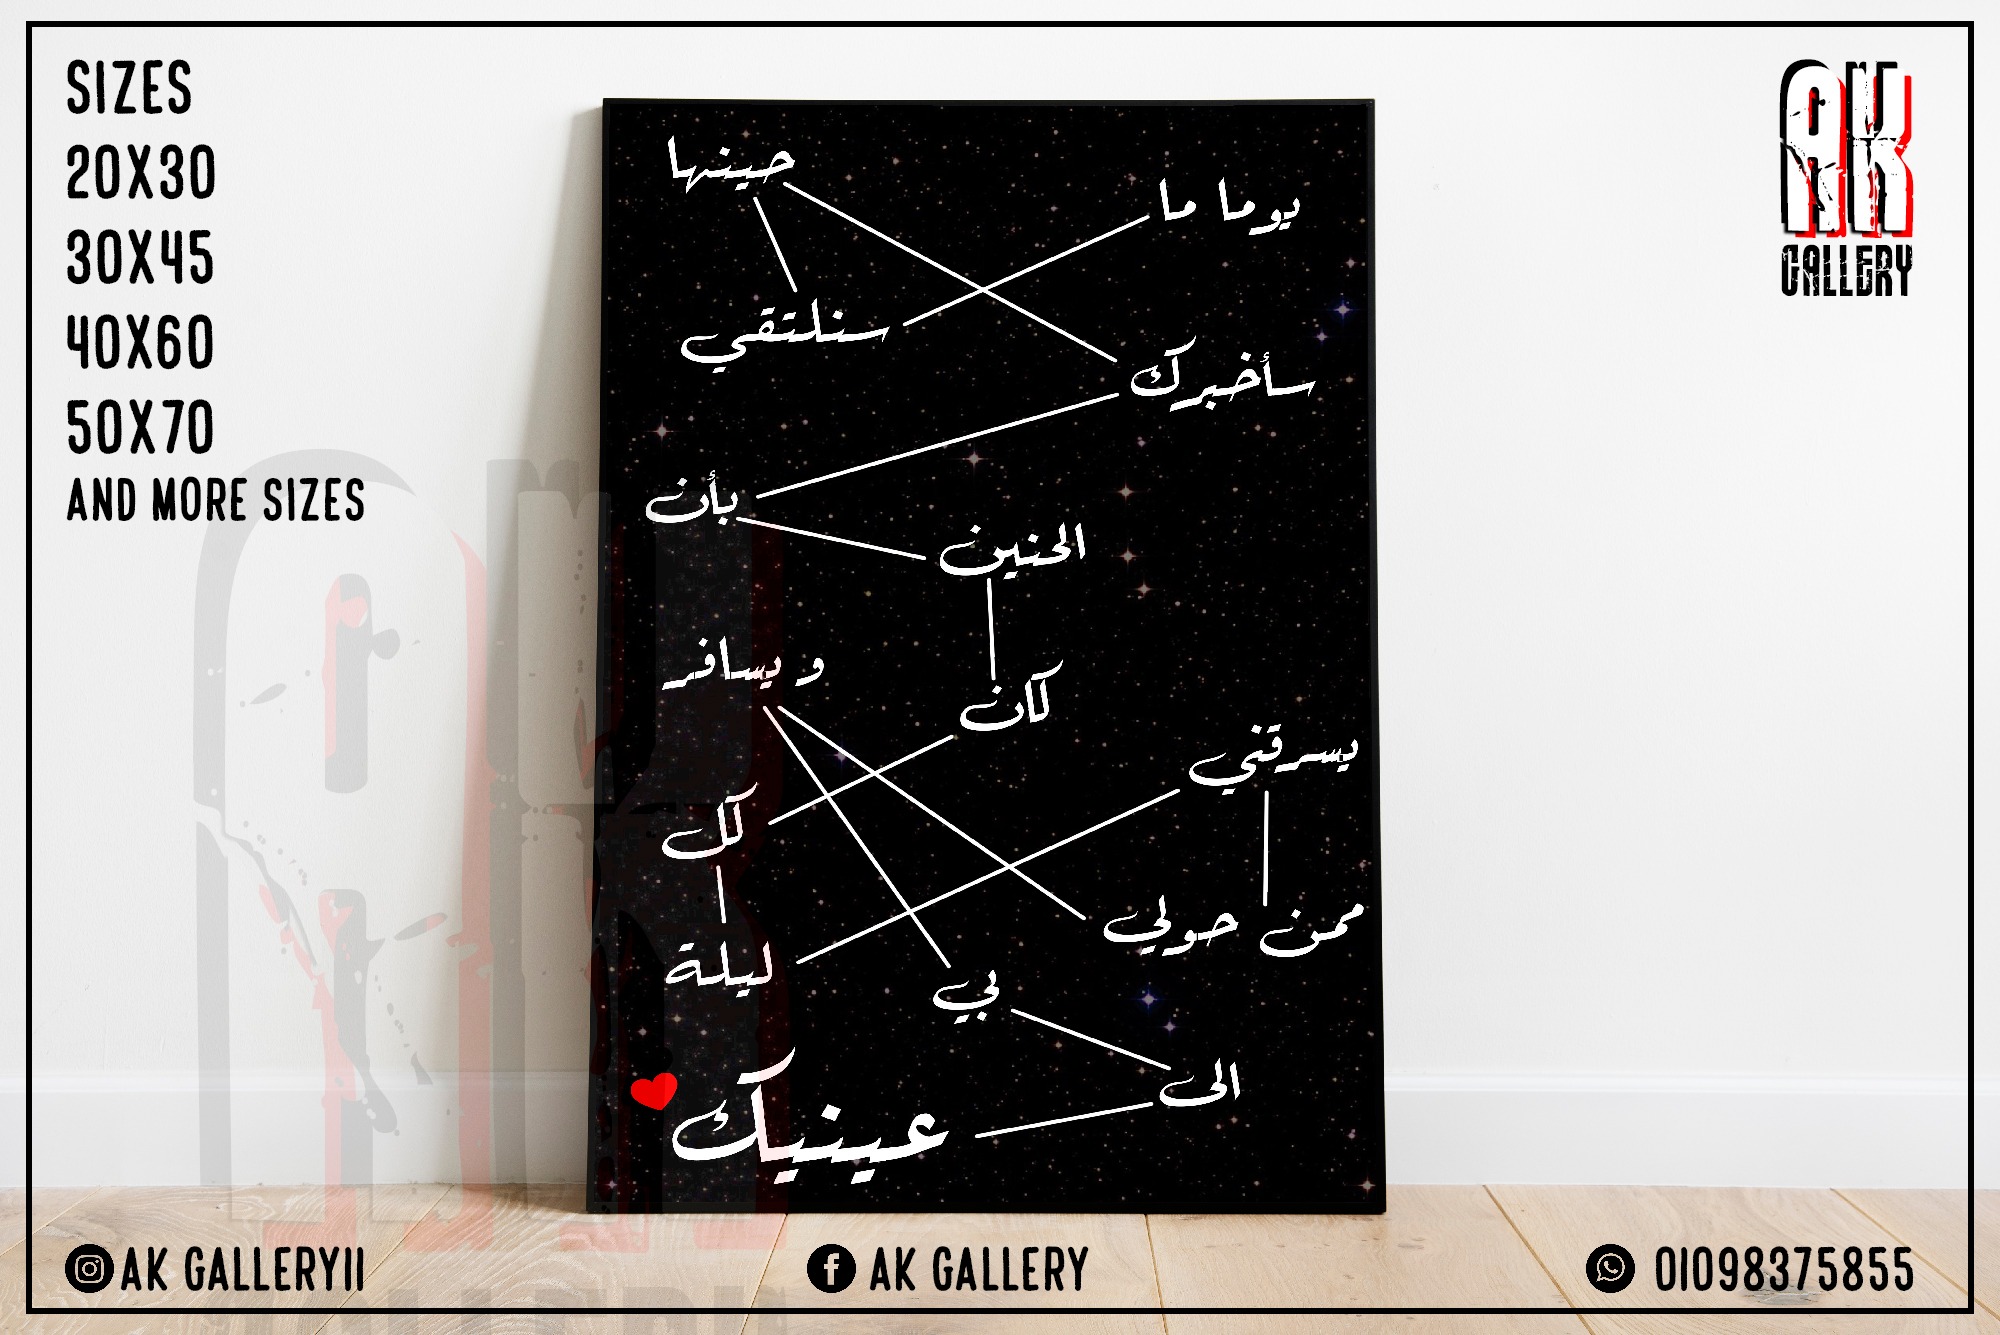 SIZES
20X30
30X45
40X60
50X70
AND MORE SIZES
AK
GALLERY
يوما ما
سنلتقي
حينها
سأخبرك
بأن
الحنين
كان
كل
ليلة
يسرقني
ممن حولي
و يسافر
بي
الى
عينيك
AK GALLERY11
AK GALLERY
01098375855